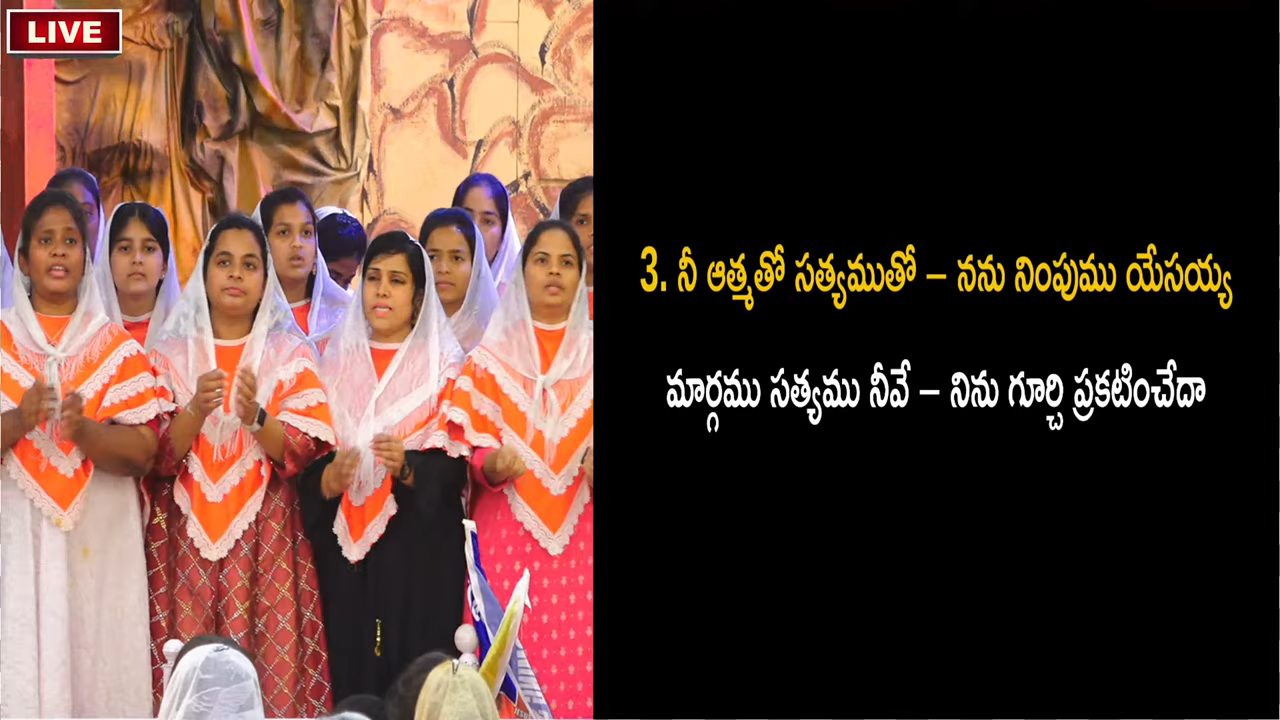 LIVE
3. నీ ఆత్మతో సత్యముతో – నను నింపుము యేసయ్య
మార్గము సత్యము నీవే – నిను గూర్చి ప్రకటించేదా